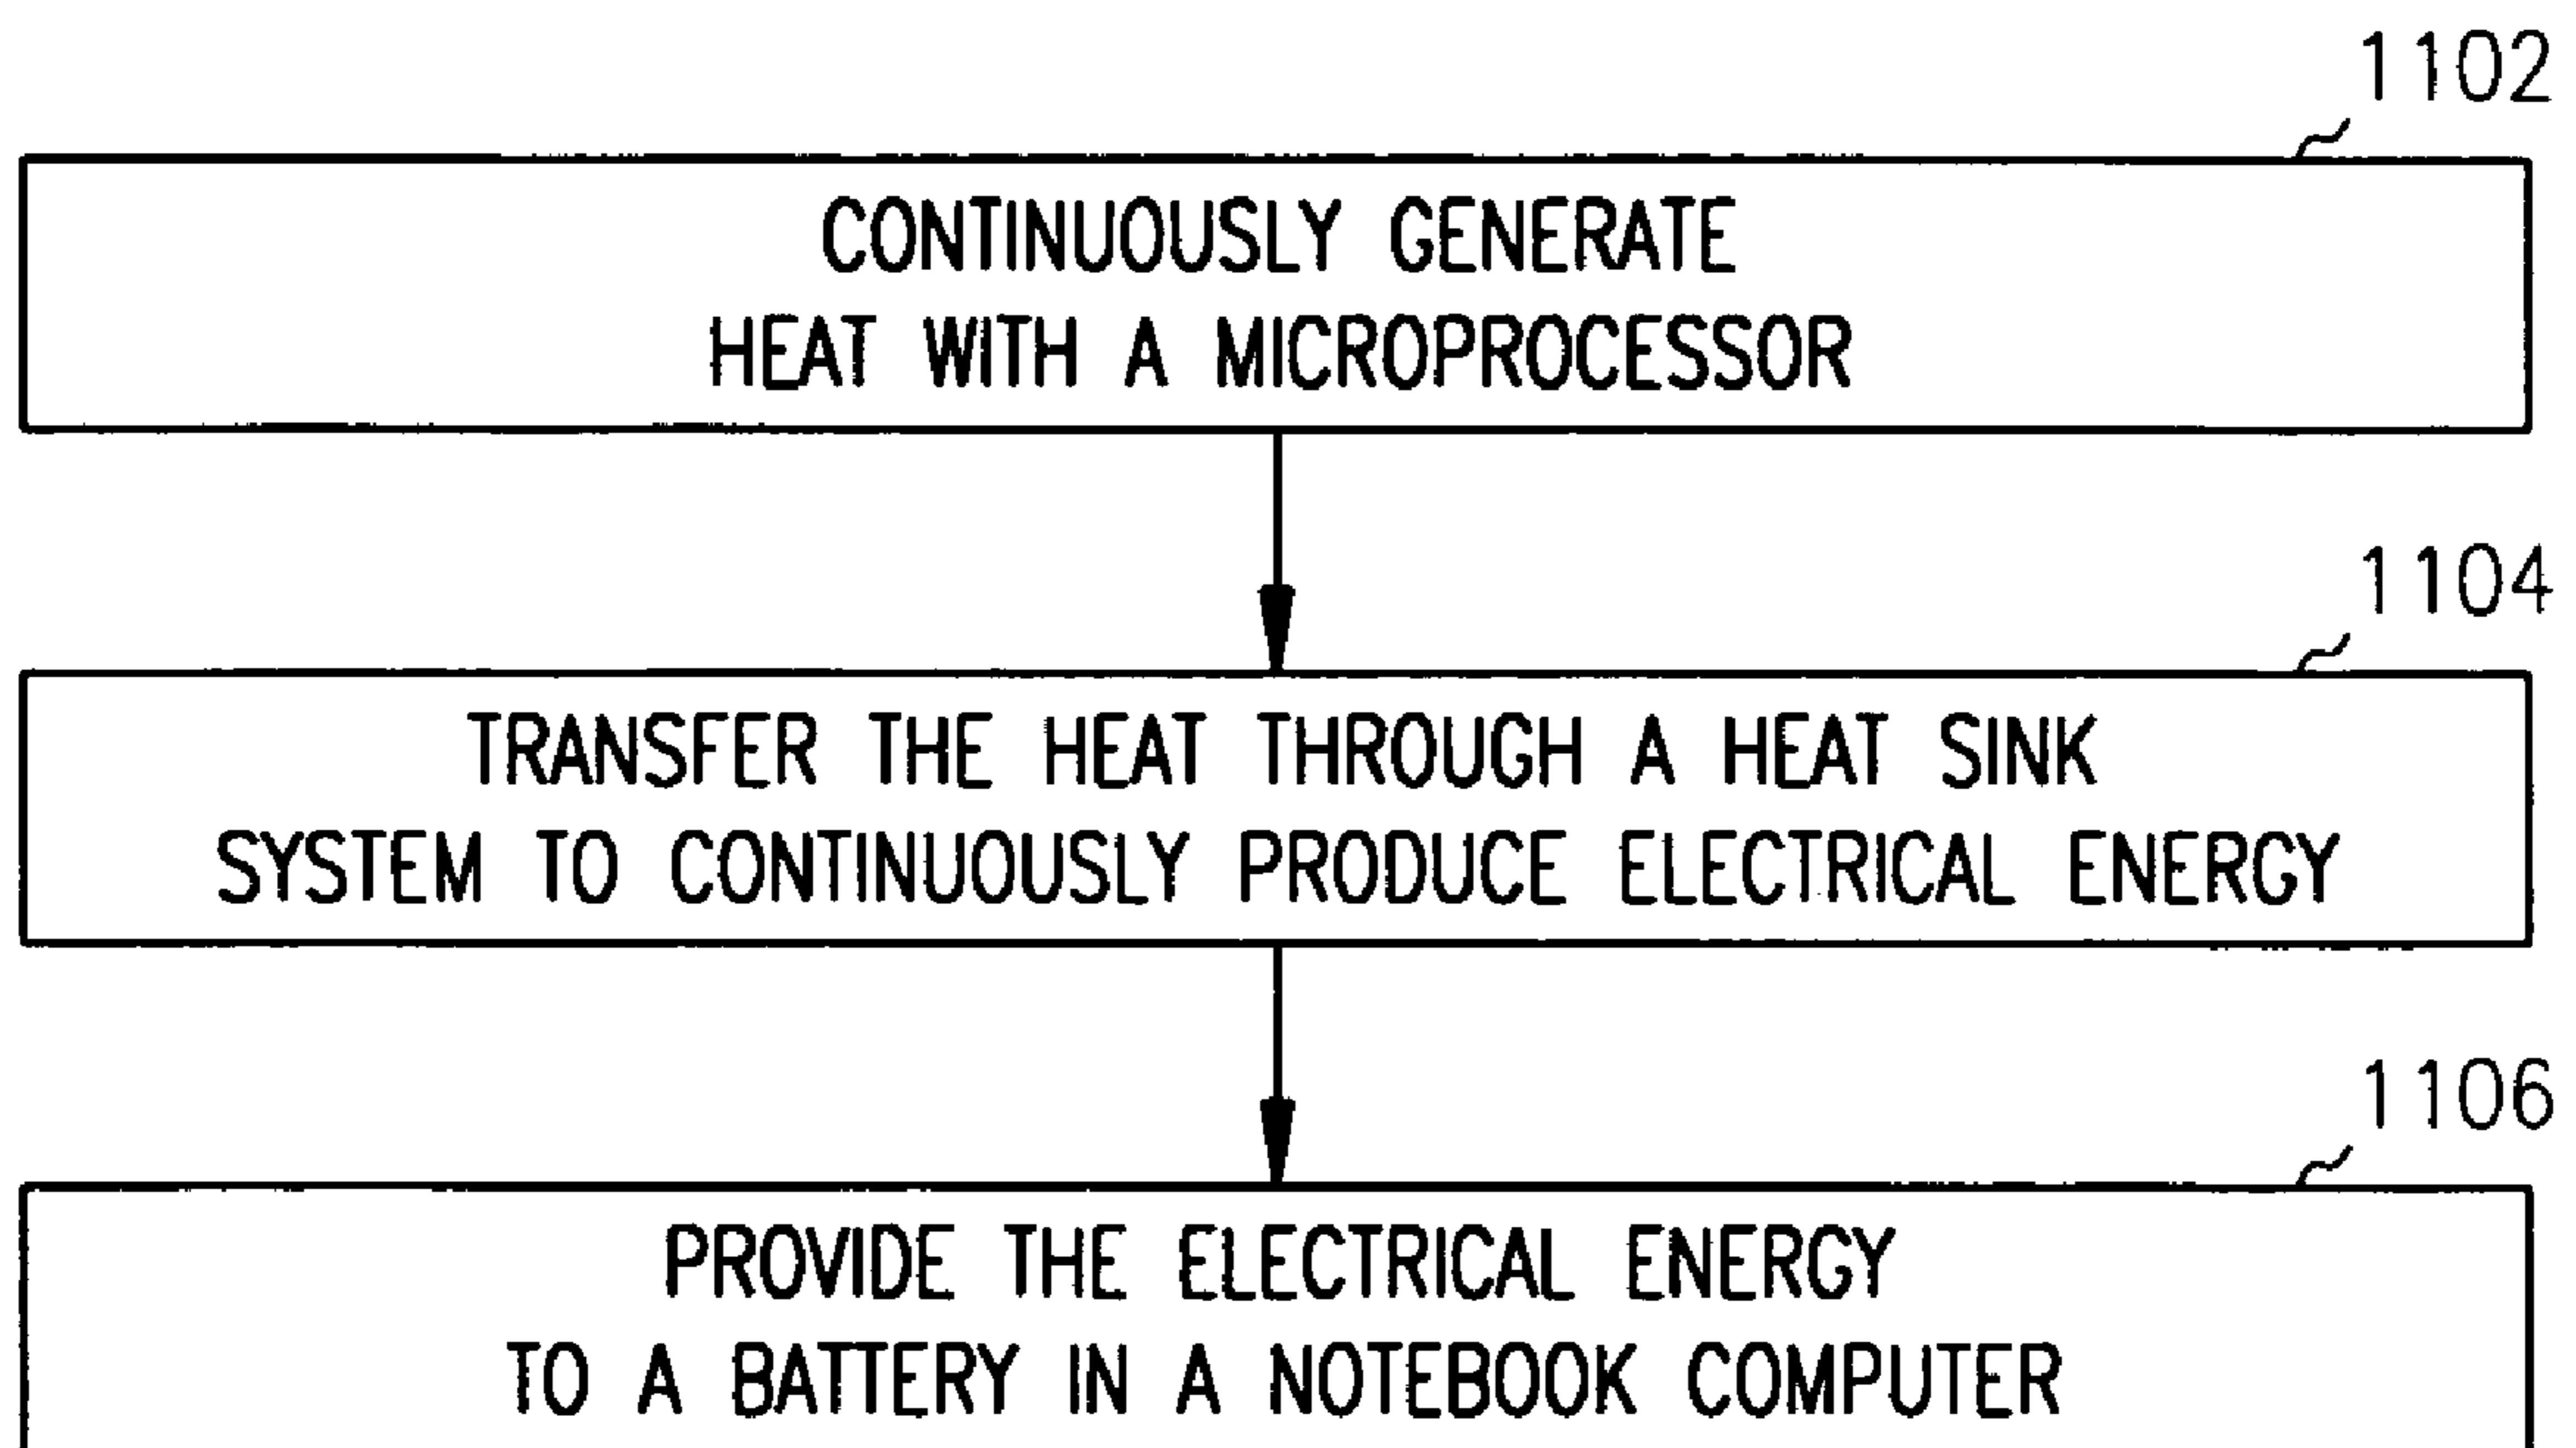 1102
CONTINUOUSLY GENERATE
HEAT WITH A MICROPROCESSOR
1104
TRANSFER THE HEAT THROUGH A HEAT SINK
SYSTEM TO CONTINUOUSLY PRODUCE ELECTRICAL ENERGY
1106
PROVIDE THE ELECTRICAL ENERGY
TO A BATTERY IN A NOTEBOOK COMPUTER